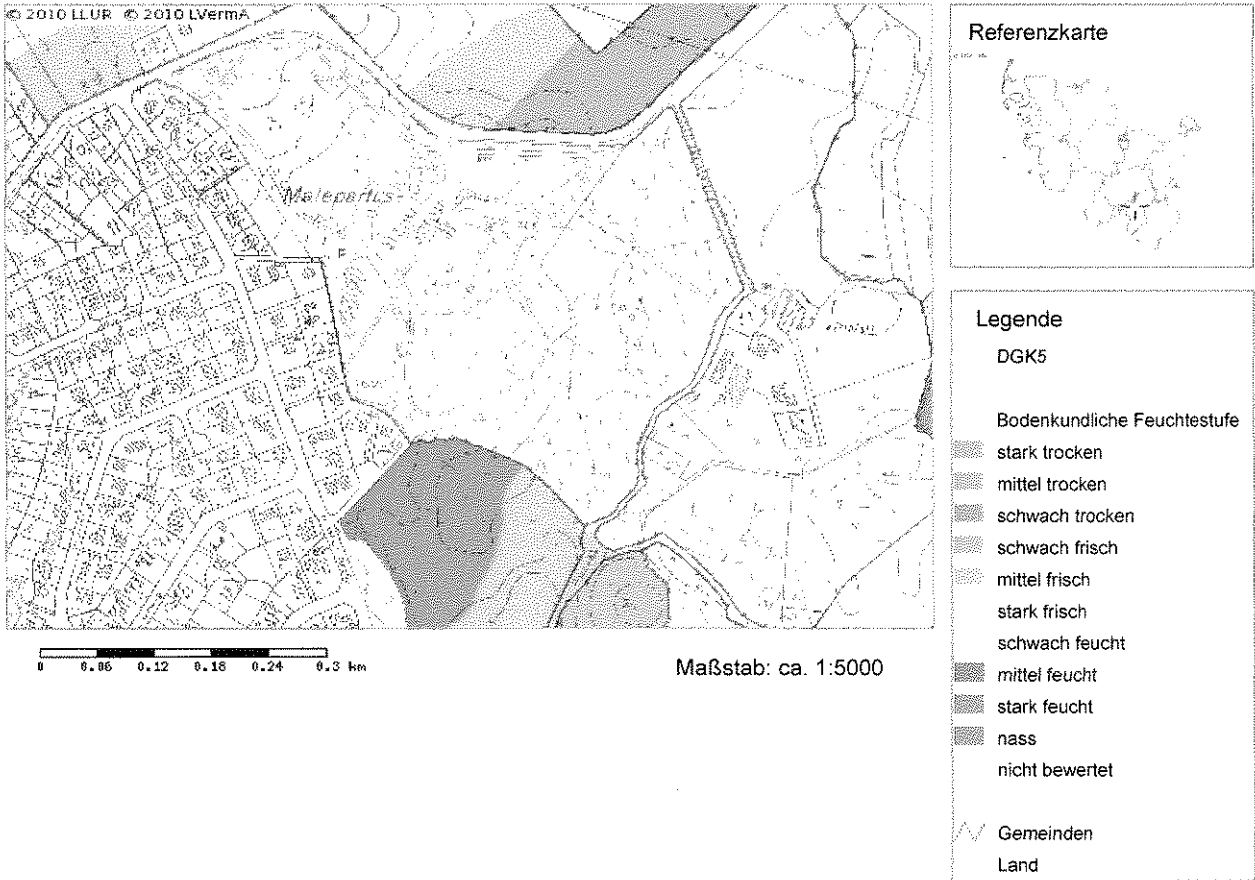 © 2010 LLUR © 2010 LVermA
Malepartus-
0 0.06 0.12 0.18 0.24 0.3 km
Maßstab: ca. 1:5000
Referenzkarte
Legende
DGK5
Bodenkundliche Feuchtestufe
stark trocken
mittel trocken
schwach trocken
schwach frisch
mittel frisch
stark frisch
schwach feucht
mittel feucht
stark feucht
nass
nicht bewertet
Gemeinden
Land